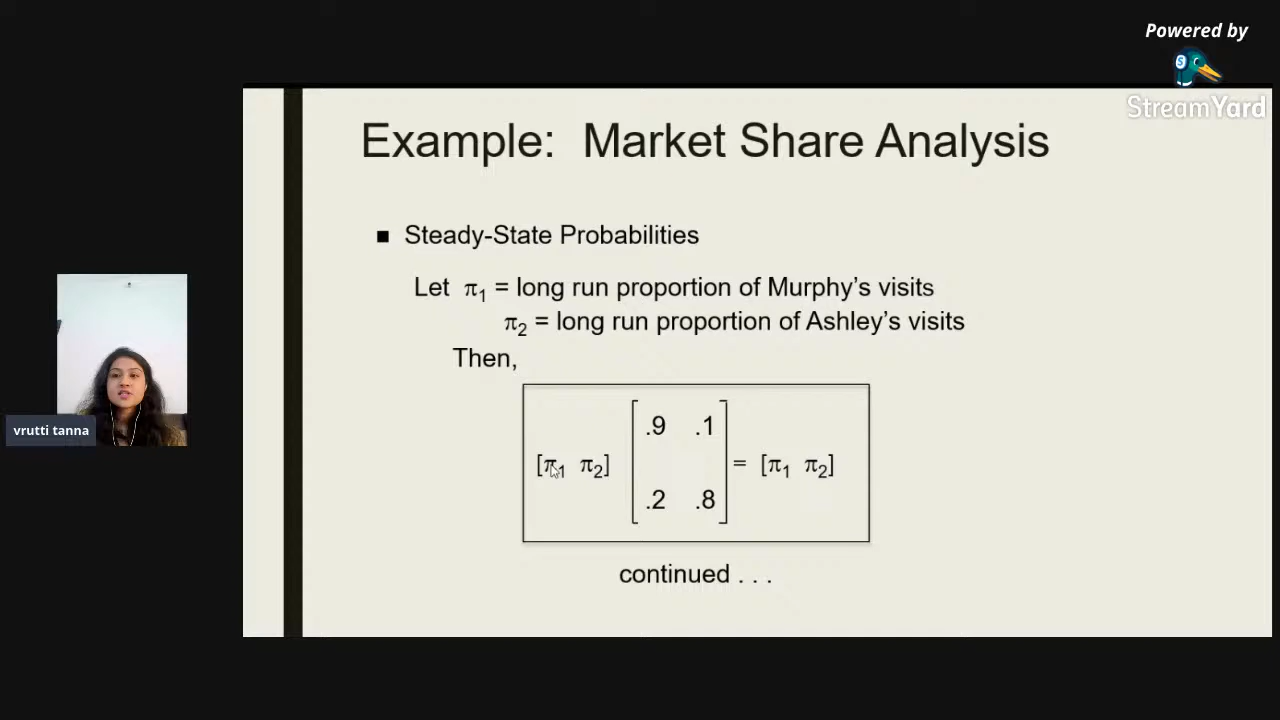 Powered by
StreamYard
Example: Market Share Analysis
■ Steady-State Probabilities
Let π1 = long run proportion of Murphy's visits
π2 = long run proportion of Ashley's visits
Then,
.9 .1
[π1 π2] = [π1 π2]
.2 .8
continued . . .
vrutti tanna